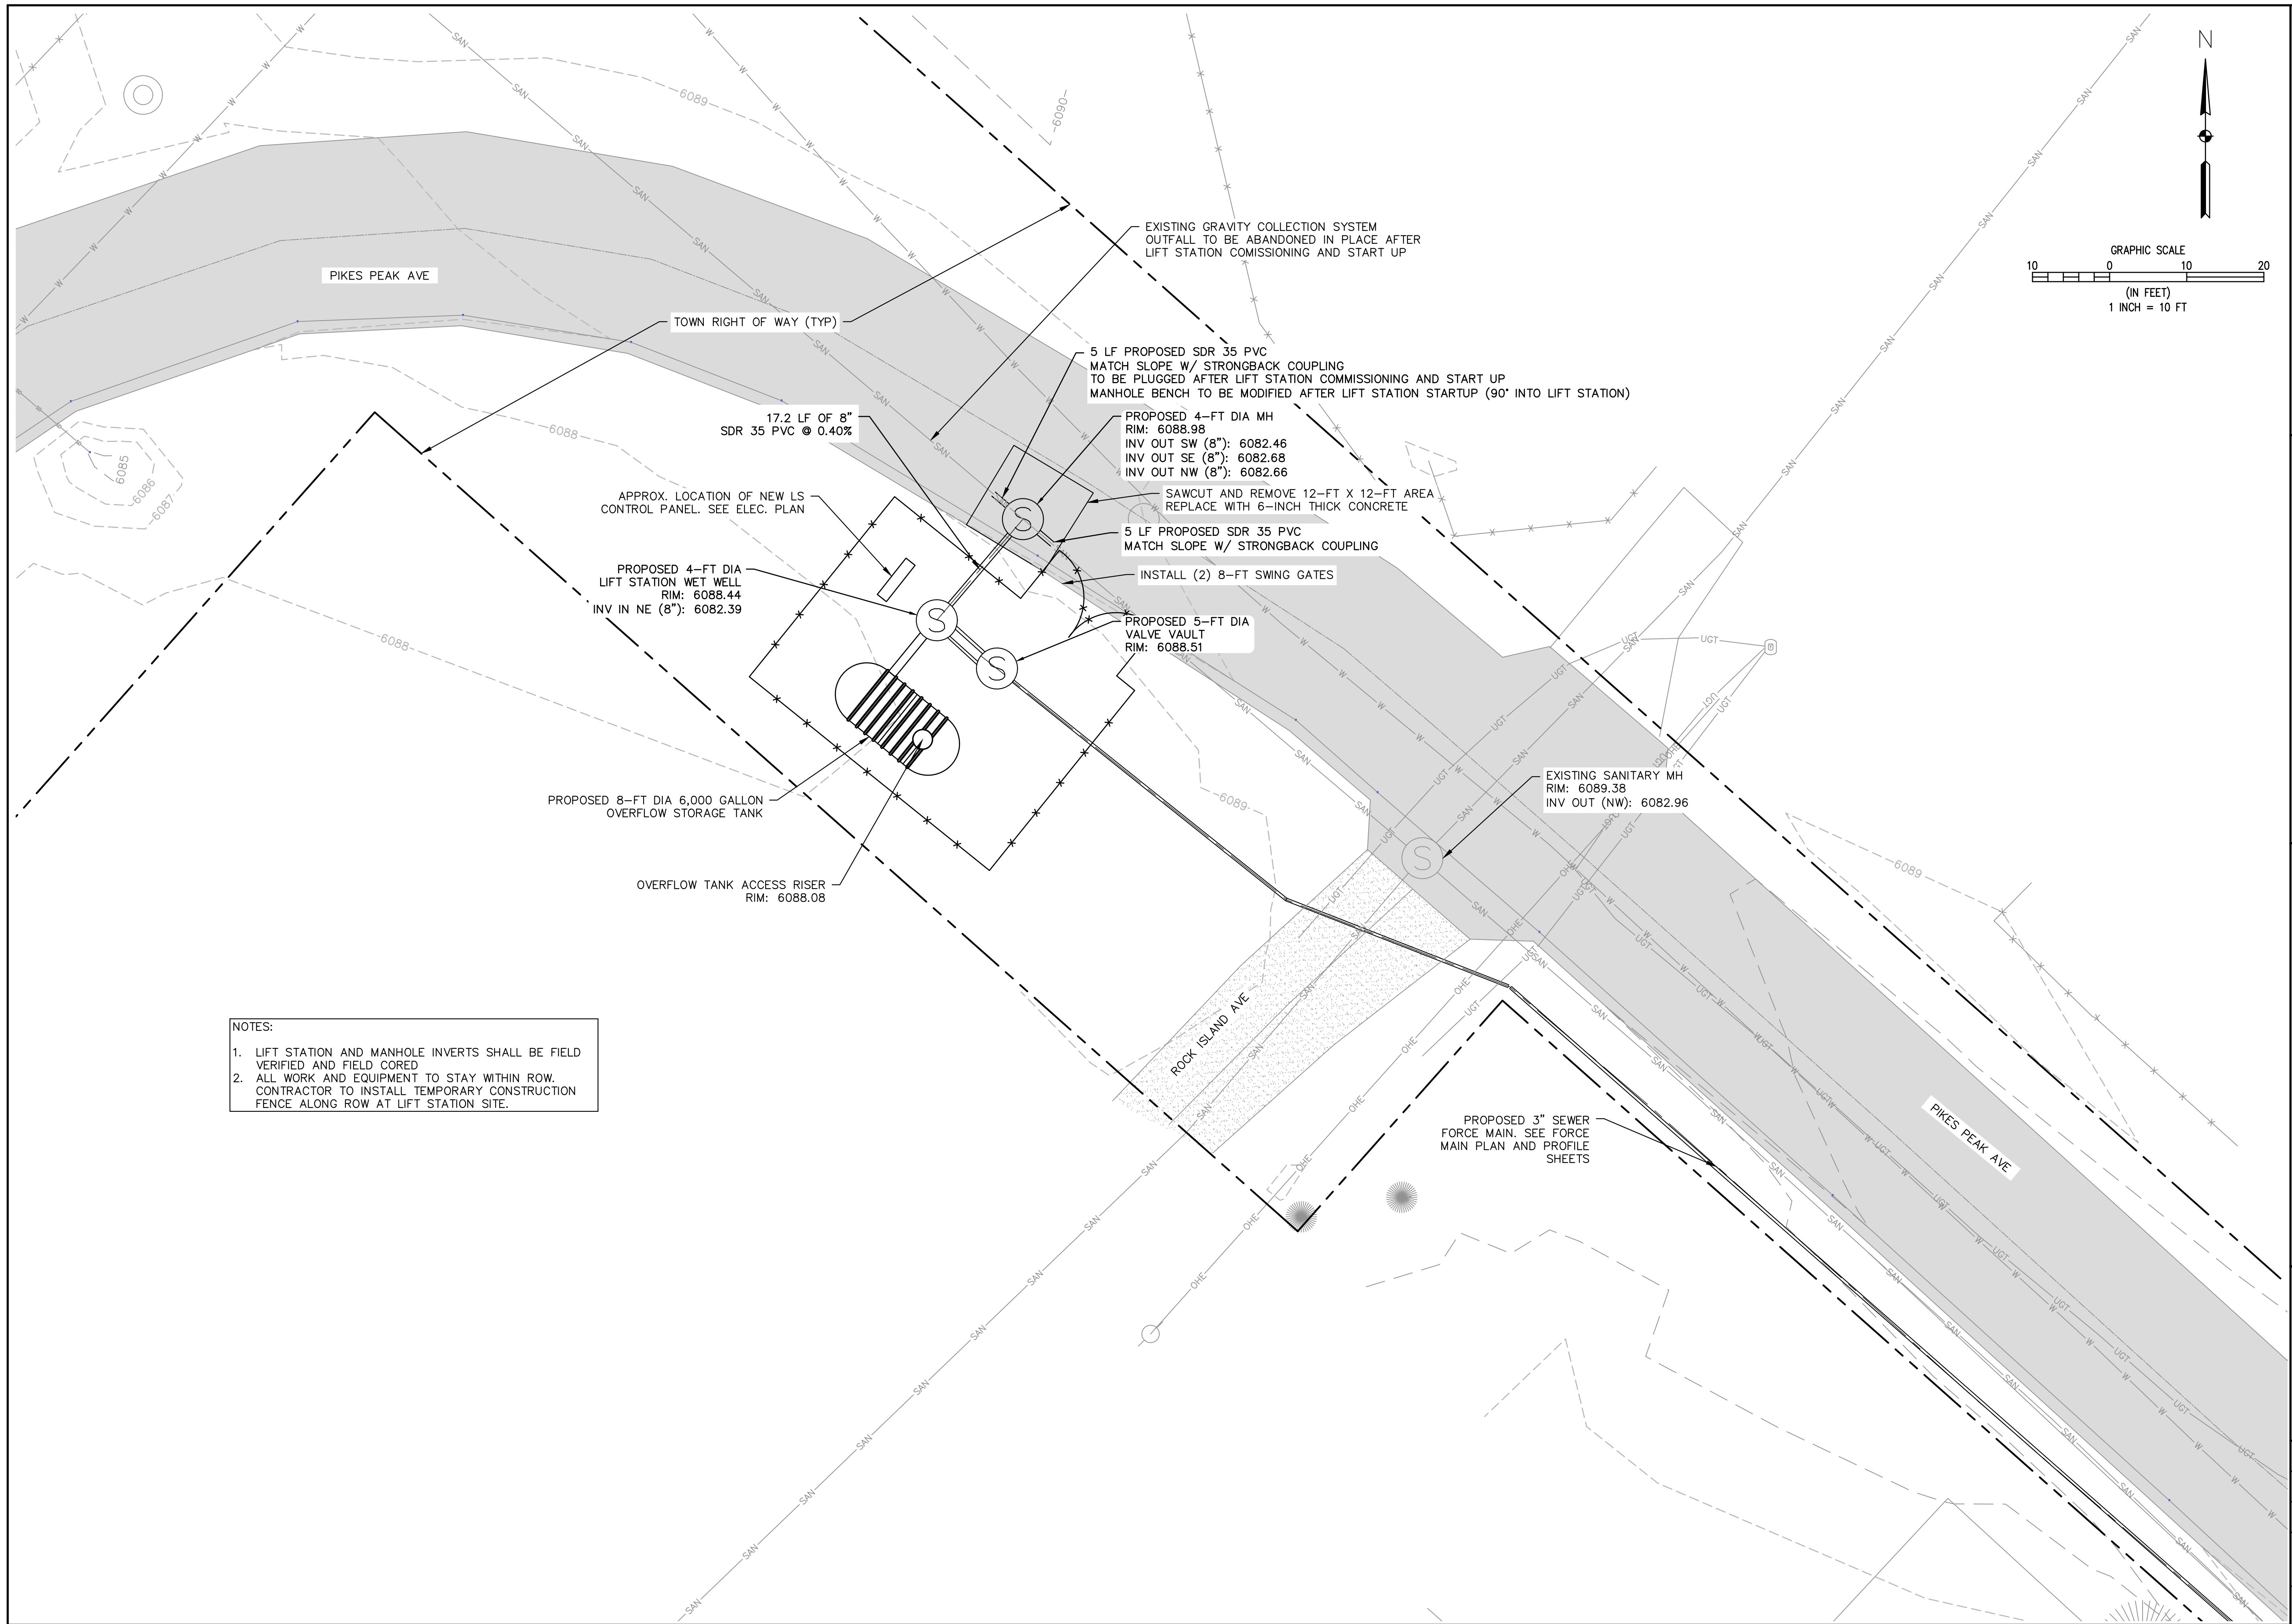 N
GRAPHIC SCALE
10 0 10 20
(IN FEET)
1 INCH = 10 FT
6089
6090
EXISTING GRAVITY COLLECTION SYSTEM
OUTFALL TO BE ABANDONED IN PLACE AFTER
LIFT STATION COMISSIONING AND START UP
PIKES PEAK AVE
TOWN RIGHT OF WAY (TYP)
5 LF PROPOSED SDR 35 PVC
MATCH SLOPE W/ STRONGBACK COUPLING
TO BE PLUGGED AFTER LIFT STATION COMMISSIONING AND START UP
MANHOLE BENCH TO BE MODIFIED AFTER LIFT STATION STARTUP (90° INTO LIFT STATION)
17.2 LF OF 8"
SDR 35 PVC @ 0.40%
PROPOSED 4-FT DIA MH
RIM: 6088.98
INV OUT SW (8"): 6082.46
INV OUT SE (8"): 6082.68
INV OUT NW (8"): 6082.66
6088
6085
6086
6087
APPROX. LOCATION OF NEW LS
CONTROL PANEL. SEE ELEC. PLAN
SAWCUT AND REMOVE 12-FT X 12-FT AREA
REPLACE WITH 6-INCH THICK CONCRETE
S
5 LF PROPOSED SDR 35 PVC
MATCH SLOPE W/ STRONGBACK COUPLING
PROPOSED 4-FT DIA
LIFT STATION WET WELL
RIM: 6088.44
INV IN NE (8"): 6082.39
INSTALL (2) 8-FT SWING GATES
S
PROPOSED 5-FT DIA
VALVE VAULT
RIM: 6088.51
S
6088
PROPOSED 8-FT DIA 6,000 GALLON
OVERFLOW STORAGE TANK
6089
EXISTING SANITARY MH
RIM: 6089.38
INV OUT (NW): 6082.96
S
6089
OVERFLOW TANK ACCESS RISER
RIM: 6088.08
ROCK ISLAND AVE
NOTES:
1. LIFT STATION AND MANHOLE INVERTS SHALL BE FIELD
VERIFIED AND FIELD CORED
2. ALL WORK AND EQUIPMENT TO STAY WITHIN ROW.
CONTRACTOR TO INSTALL TEMPORARY CONSTRUCTION
FENCE ALONG ROW AT LIFT STATION SITE.
PROPOSED 3" SEWER
FORCE MAIN. SEE FORCE
MAIN PLAN AND PROFILE
SHEETS
PIKES PEAK AVE
SAN
W
UGT
OHE